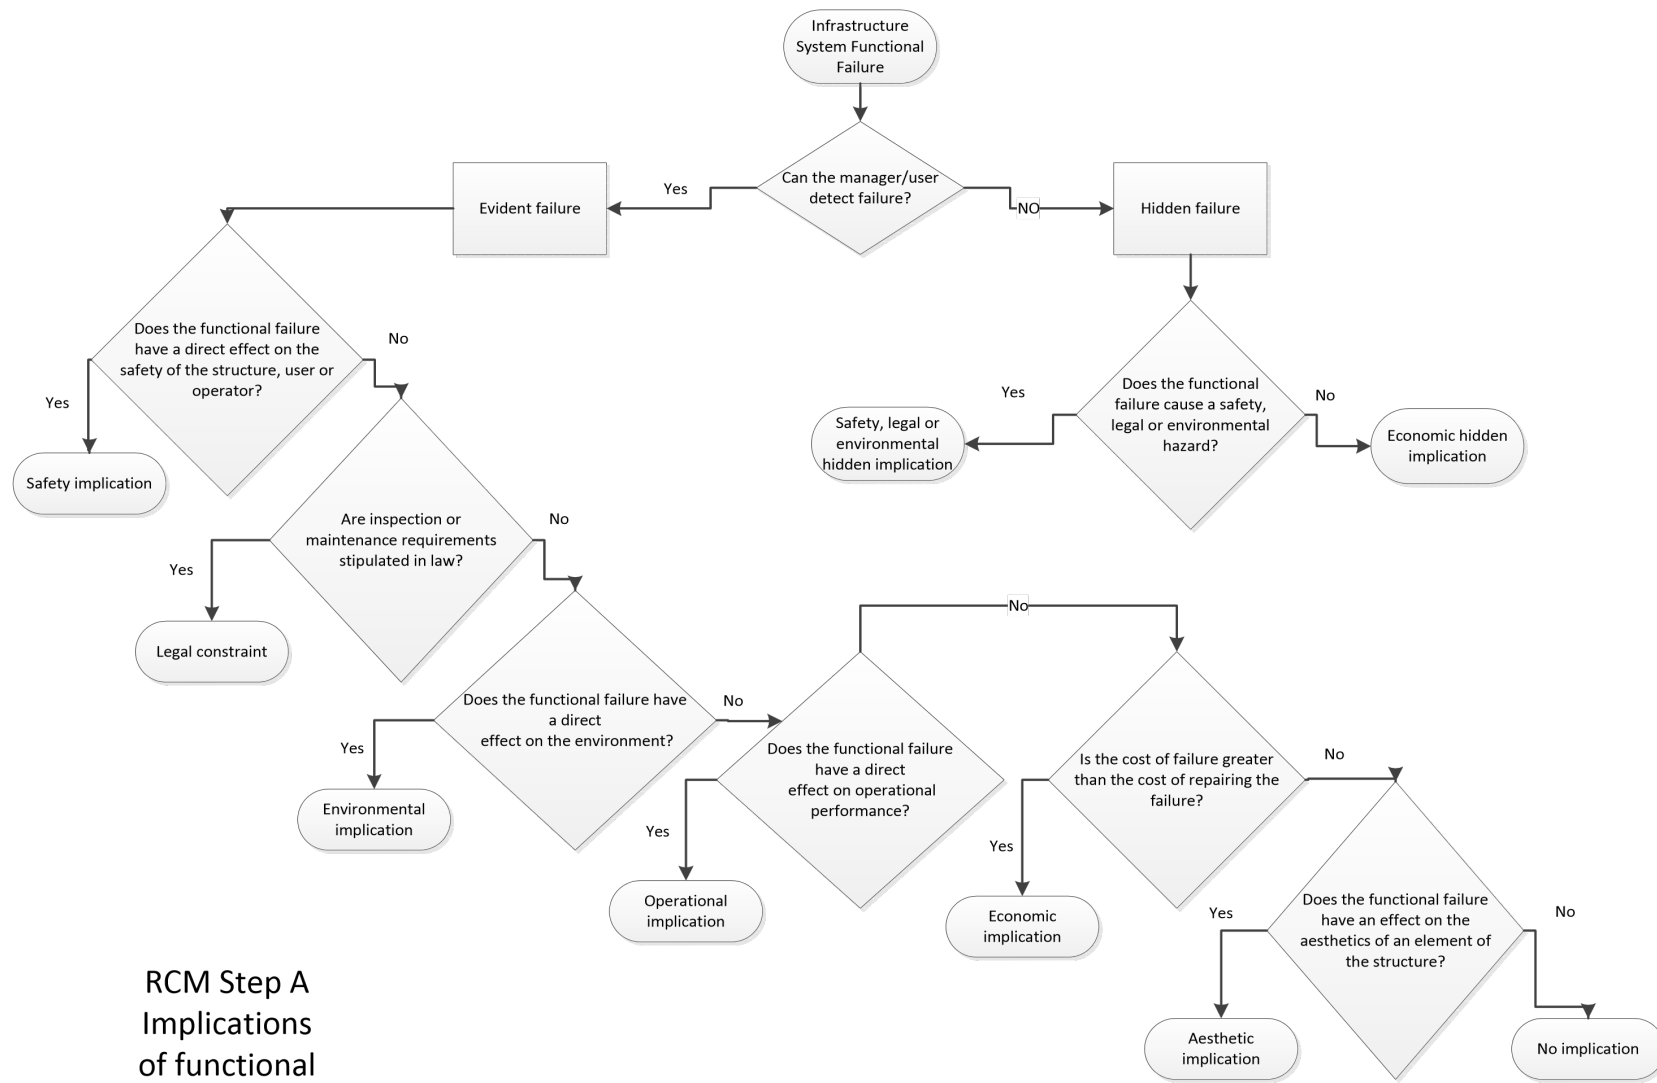 Infrastructure
System Functional
Failure
Can the manager/user
detect failure?
Yes
NO
Evident failure
Hidden failure
Does the functional failure
have a direct effect on the
safety of the structure, user or
operator?
No
Yes
Safety implication
Does the functional
failure cause a safety,
legal or environmental
hazard?
Yes
No
Safety, legal or
environmental
hidden implication
Economic hidden
implication
Are inspection or
maintenance requirements
stipulated in law?
No
Yes
Legal constraint
Does the functional failure have
a direct
effect on the environment?
No
Yes
Environmental
implication
No
Does the functional failure
have a direct
effect on operational
performance?
Yes
Operational
implication
Is the cost of failure greater
than the cost of repairing the
failure?
No
Yes
Economic
implication
Does the functional failure
have an effect on the
aesthetics of an element of
the structure?
Yes
No
Aesthetic
implication
No implication
RCM Step A
Implications
of functional